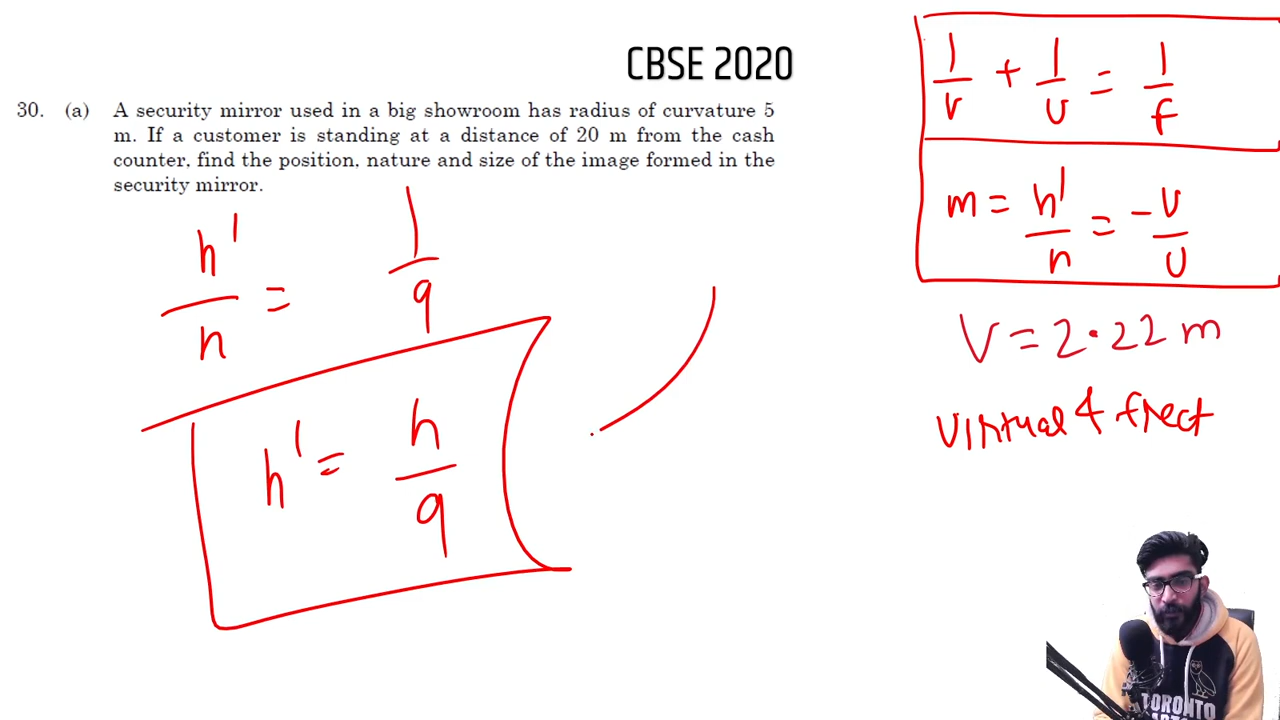 CBSE 2020
30. (a) A security mirror used in a big showroom has radius of curvature 5
m. If a customer is standing at a distance of 20 m from the cash
counter, find the position, nature and size of the image formed in the
security mirror.
1/v + 1/u = 1/f
m = h'/h = -v/u
h'/h = 1/9
h' = h/9
V = 2.22 m
virtual & Erect
TORONTO